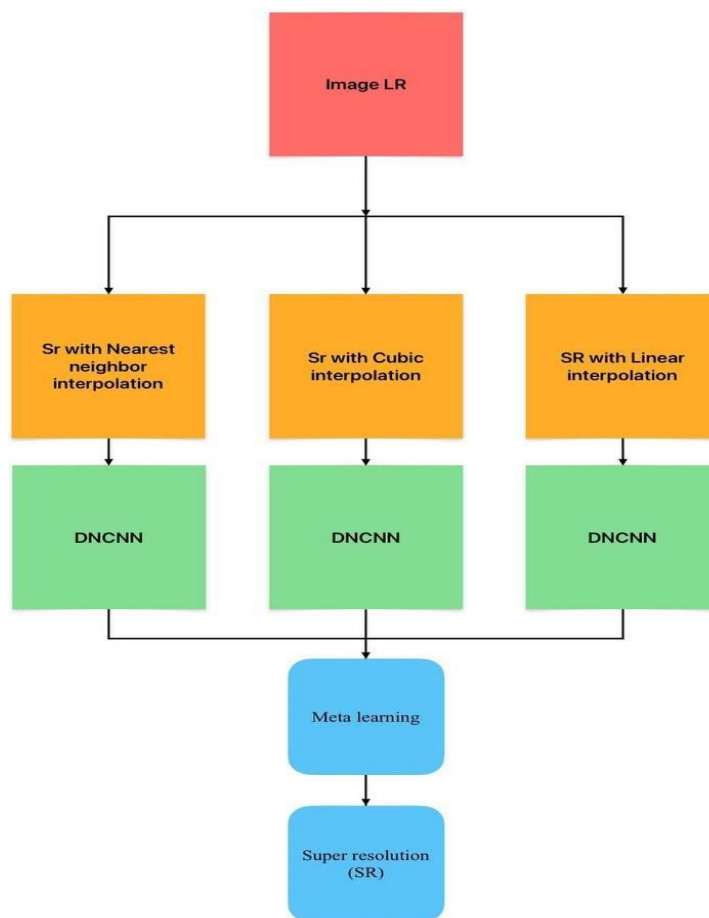 Image LR
Sr with Nearest
neighbor
interpolation
Sr with Cubic
interpolation
SR with Linear
interpolation
DNCNN
DNCNN
DNCNN
Meta learning
Super resolution
(SR)